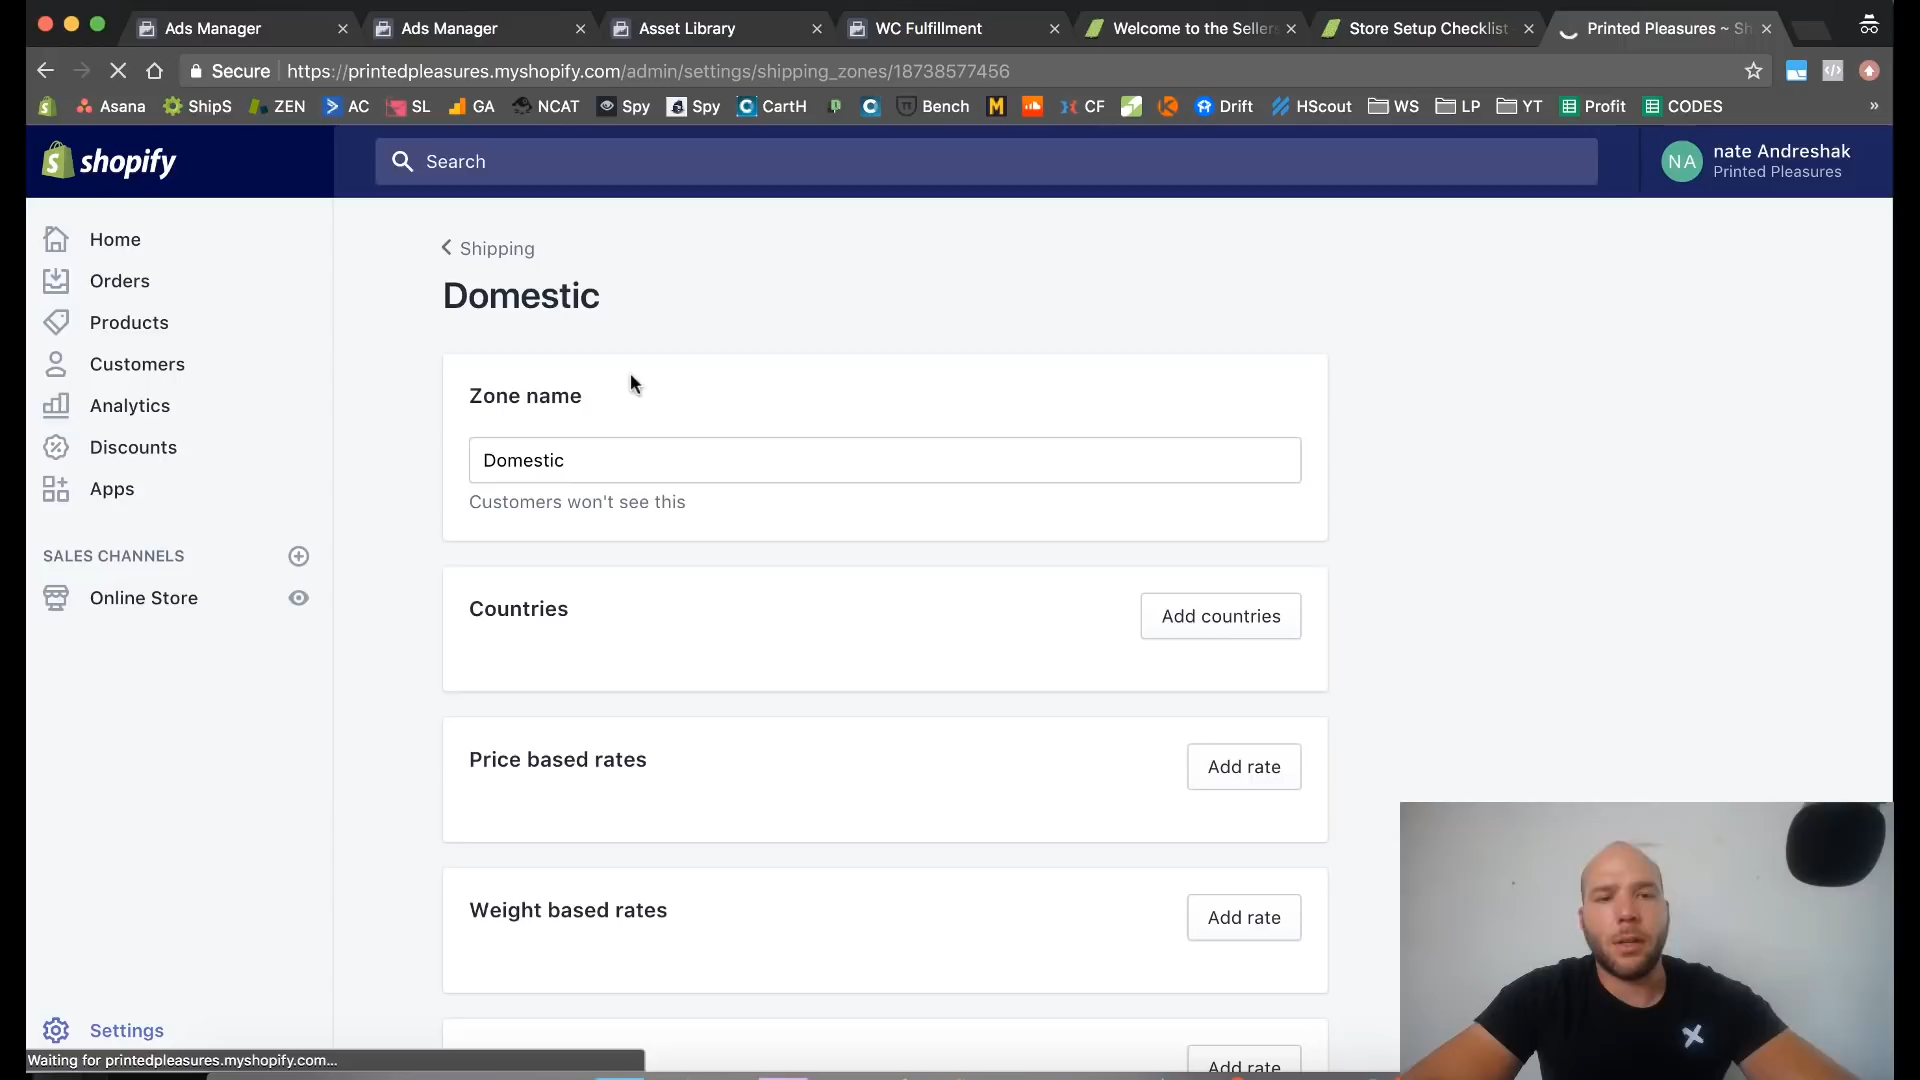 Ads Manager
Ads Manager
Asset Library
WC Fulfillment
Welcome to the Seller
Store Setup Checklist
Printed Pleasures ~ Sh
Secure
https://printedpleasures.myshopify.com/admin/settings/shipping_zones/18738577456
Asana ShipS ZEN AC SL GA NCAT Spy Spy CartH Bench CF Drift HScout WS LP YT Profit CODES »
shopify
Search
NA
nate Andreshak
Printed Pleasures
Home
Orders
Products
Customers
Analytics
Discounts
Apps
SALES CHANNELS
Online Store
Settings
Shipping
Domestic
Zone name
Domestic
Customers won't see this
Countries
Add countries
Price based rates
Add rate
Weight based rates
Add rate
Add rate
Waiting for printedpleasures.myshopify.com...